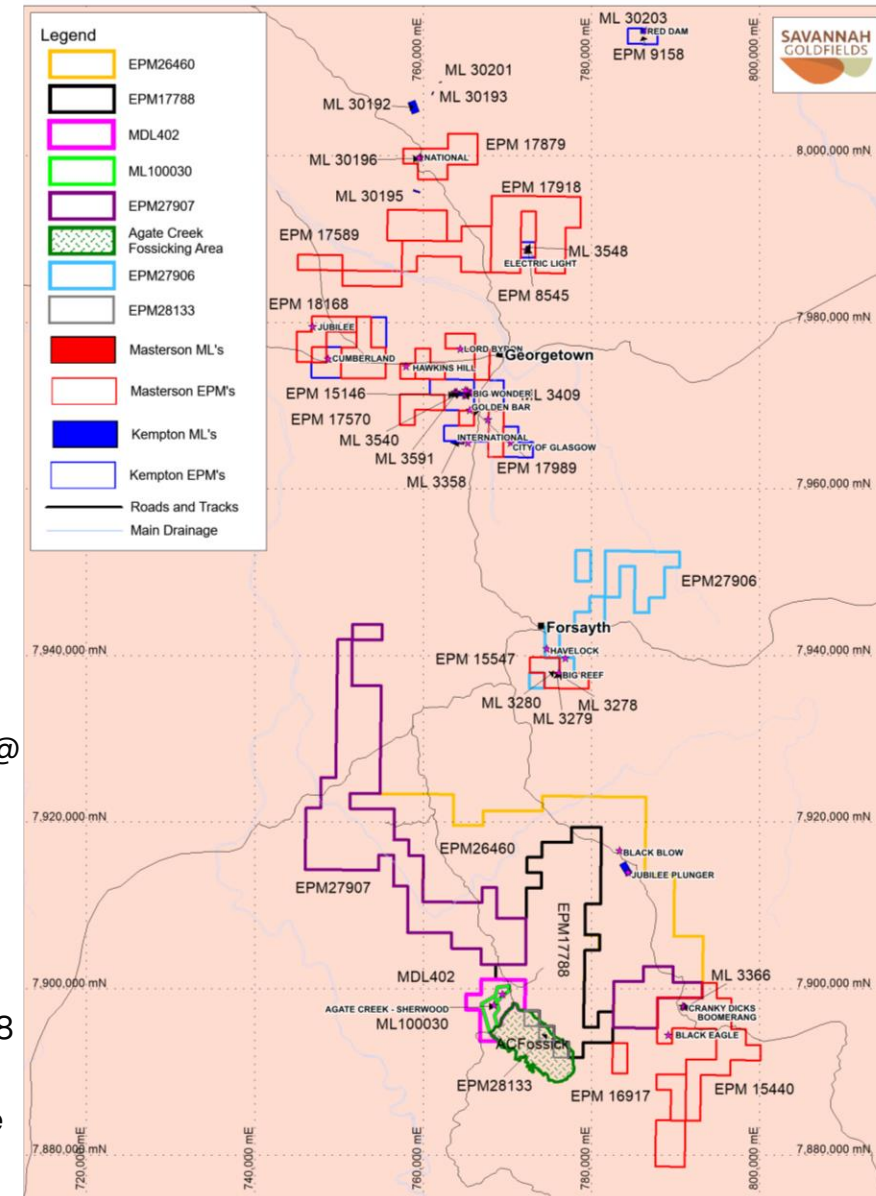 Legend
EPM26460
EPM17788
MDL402
ML100030
EPM27907
Agate Creek
Fossicking Area
EPM27906
EPM28133
Masterson ML's
Masterson EPM's
Kempton ML's
Kempton EPM's
Roads and Tracks
Main Drainage
SAVANNAH
GOLDFIELDS
760,000 mE
780,000 mE
800,000 mE
ML 30203
RED DAM
EPM 9158
ML 30201
ML 30193
ML 30192
EPM 17879
ML 30196
NATIONAL
8,000,000 mN
ML 30195
EPM 17918
EPM 17589
ML 3548
ELECTRIC LIGHT
EPM 8545
EPM 18168
JUBILEE
7,980,000 mN
LORD BYRON
Georgetown
CUMBERLAND
HAWKINS HILL
EPM 15146
BIG WONDER
ML 3409
GOLDEN BAR
EPM 17570
ML 3540
INTERNATIONAL
CITY OF GLASGOW
ML 3591
EPM 17989
ML 3358
7,960,000 mN
EPM27906
Forsayth
7,940,000 mN
EPM 15547
HAVELOCK
7,940,000 mN
BIG REEF
ML 3280
ML 3278
ML 3279
@
7,920,000 mN
7,920,000 mN
EPM26460
BLACK BLOW
JUBILEE PLUNGER
EPM27907
EPM17788
7,900,000 mN
MDL402
ML 3366
7,900,000 mN
AGATE CREEK - SHERWOOD
CRANKY DICKS
BOOMERANG
ML100030
8
BLACK EAGLE
ACFossick
EPM28133
EPM 16917
EPM 15440
e
7,880,000 mN
7,880,000 mN
720,000 mE
740,000 mE
760,000 mE
780,000 mE
800,000 mE